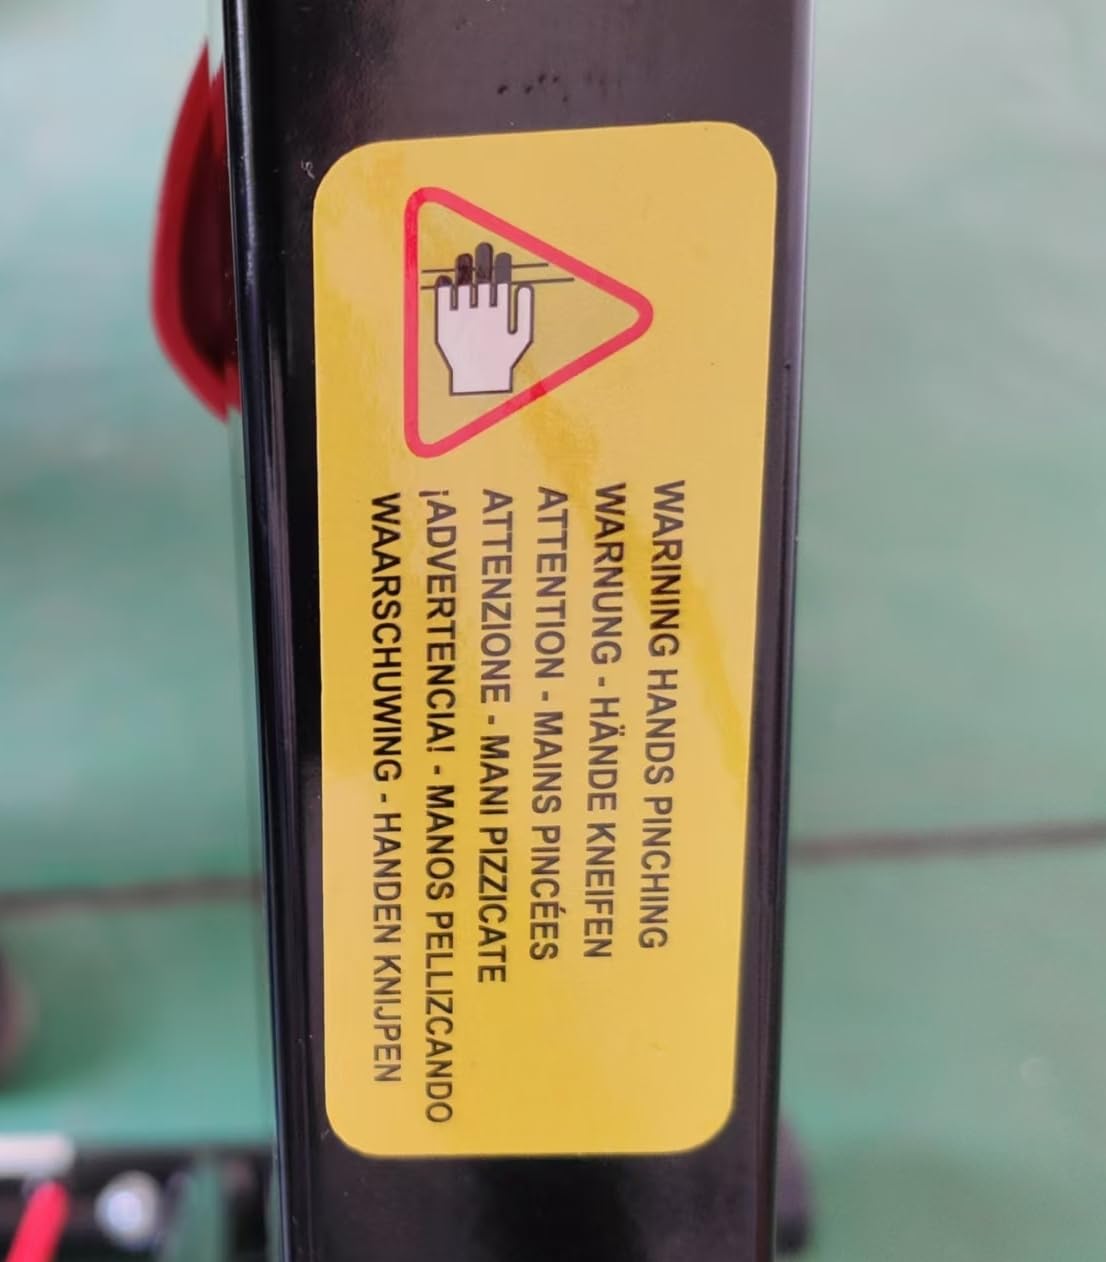 WARINING HANDS PINCHING
WARNUNG - HÄNDE KNEIFEN
ATTENTION - MAINS PINCÉES
ATTENZIONE - MANI PIZZICATE
¡ADVERTENCIA! - MANOS PELLIZCANDO
WAARSCHUWING - HANDEN KNIJPEN